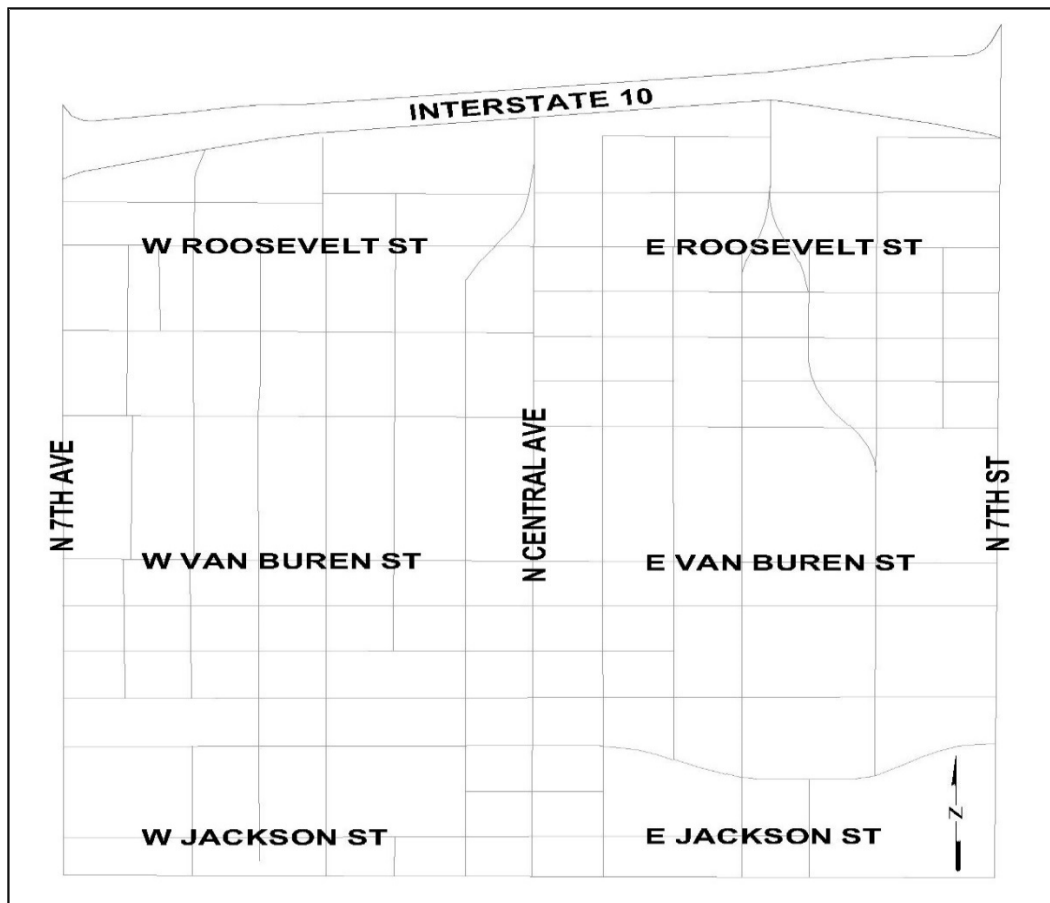 INTERSTATE 10
W ROOSEVELT ST
E ROOSEVELT ST
N 7TH AVE
N CENTRAL AVE
N 7TH ST
W VAN BUREN ST
E VAN BUREN ST
W JACKSON ST
E JACKSON ST
N